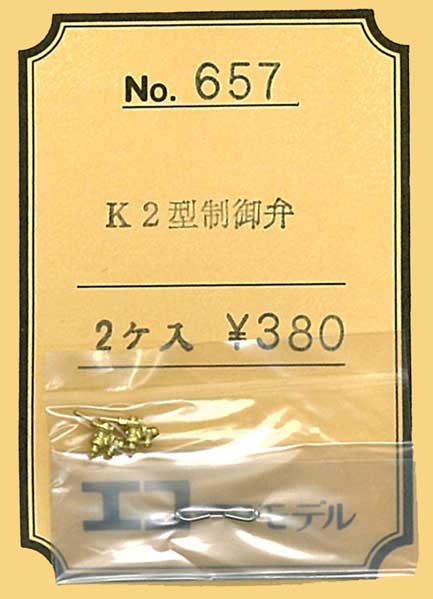 No. 657
K2型制御弁
2ケ入 ¥380
エコーモデル